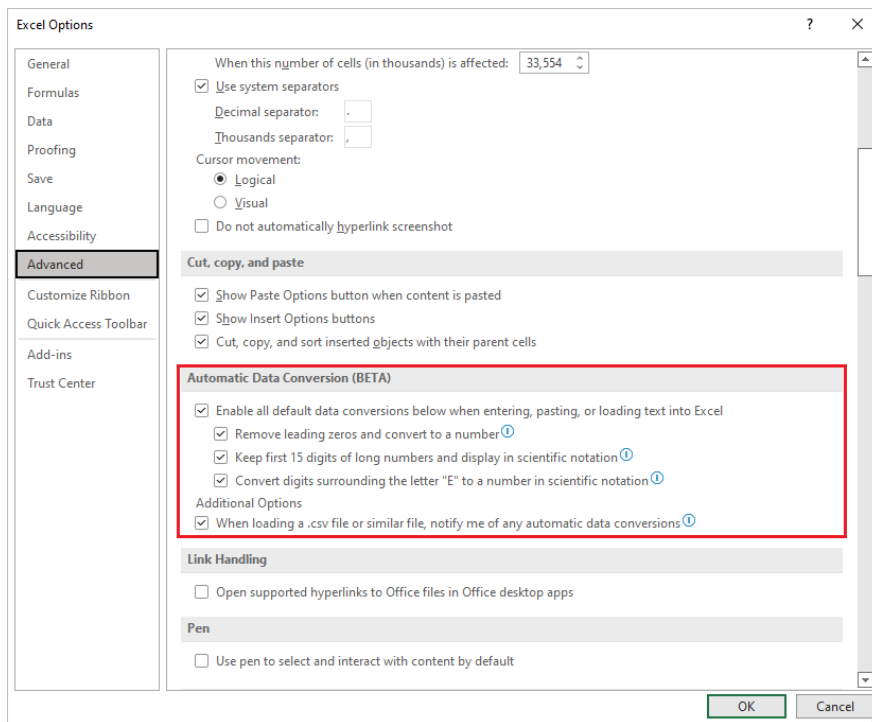 Excel Options
?
General
Formulas
Data
Proofing
Save
Language
Accessibility
Advanced
Customize Ribbon
Quick Access Toolbar
Add-ins
Trust Center
When this number of cells (in thousands) is affected: 33,554
Use system separators
Decimal separator: .
Thousands separator: ,
Cursor movement:
Logical
Visual
Do not automatically hyperlink screenshot
Cut, copy, and paste
Show Paste Options button when content is pasted
Show Insert Options buttons
Cut, copy, and sort inserted objects with their parent cells
Automatic Data Conversion (BETA)
Enable all default data conversions below when entering, pasting, or loading text into Excel
Remove leading zeros and convert to a number
Keep first 15 digits of long numbers and display in scientific notation
Convert digits surrounding the letter "E" to a number in scientific notation
Additional Options
When loading a .csv file or similar file, notify me of any automatic data conversions
Link Handling
Open supported hyperlinks to Office files in Office desktop apps
Pen
Use pen to select and interact with content by default
OK
Cancel